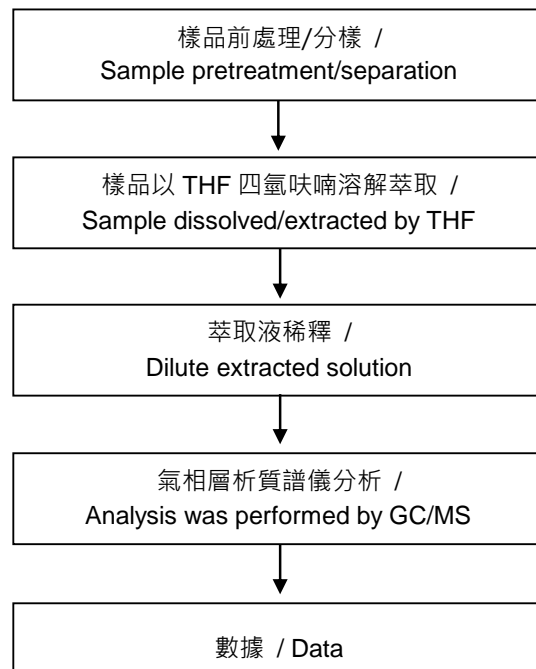 樣品前處理/分樣 /
Sample pretreatment/separation
樣品以 THF 四氫呋喃溶解萃取 /
Sample dissolved/extracted by THF
萃取液稀釋 /
Dilute extracted solution
氣相層析質譜儀分析 /
Analysis was performed by GC/MS
數據 / Data